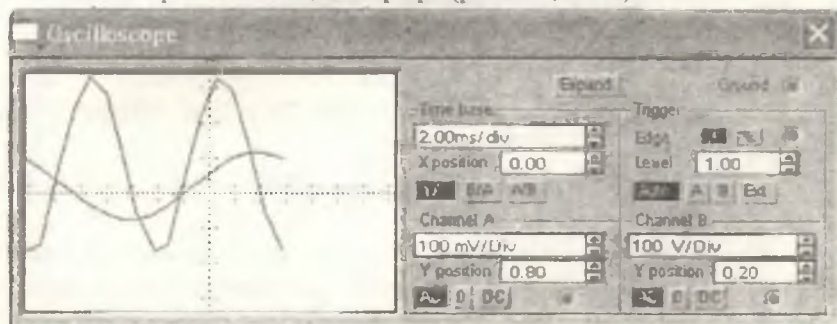 Oscilloscope
Expand Ground
Time base Trigger
2.00ms/div Edge
X position 0.00 Level 1.00
Y/T B/A A/B Auto A B Ext
Channel A Channel B
100 mV/Div 100 V/Div
Y position 0.80 Y position 0.20
AC 0 DC AC 0 DC